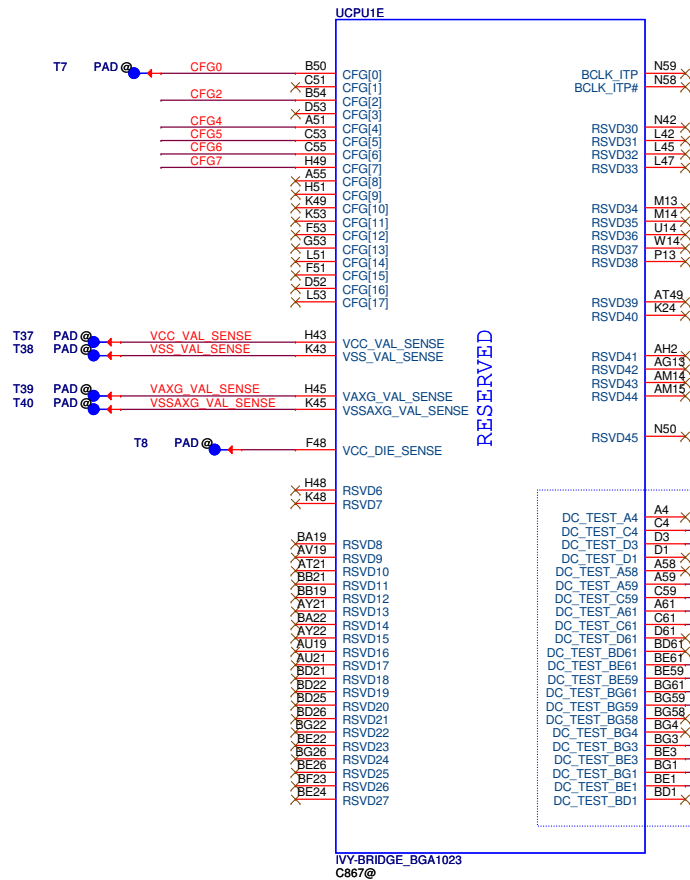 UCPU1E
T7 PAD @ CFG0 B50 CFG[0] BCLK_ITP N59
C51 CFG[1] BCLK_ITP# N58
CFG2 B54 CFG[2]
D53 CFG[3]
CFG4 A51 CFG[4] RSVD30 N42
CFG5 C53 CFG[5] RSVD31 L42
CFG6 C55 CFG[6] RSVD32 L45
CFG7 H49 CFG[7] RSVD33 L47
A55 CFG[8]
H51 CFG[9]
K49 CFG[10] RSVD34 M13
K53 CFG[11] RSVD35 M14
F53 CFG[12] RSVD36 U14
G53 CFG[13] RSVD37 W14
L51 CFG[14] RSVD38 P13
F51 CFG[15]
D52 CFG[16]
L53 CFG[17] RSVD39 AT49
RSVD40 K24
T37 PAD @ VCC_VAL_SENSE H43 VCC_VAL_SENSE
T38 PAD @ VSS_VAL_SENSE K43 VSS_VAL_SENSE RSVD41 AH2
RSVD42 AG13
RSVD43 AM14
T39 PAD @ VAXG_VAL_SENSE H45 VAXG_VAL_SENSE RSVD44 AM15
T40 PAD @ VSSAXG_VAL_SENSE K45 VSSAXG_VAL_SENSE
RESERVED
RSVD45 N50
T8 PAD @ F48 VCC_DIE_SENSE
H48 RSVD6
K48 RSVD7
DC_TEST_A4 A4
DC_TEST_C4 C4
BA19 RSVD8 DC_TEST_D3 D3
AV19 RSVD9 DC_TEST_D1 D1
AT21 RSVD10 DC_TEST_A58 A58
BB21 RSVD11 DC_TEST_A59 A59
BB19 RSVD12 DC_TEST_C59 C59
AY21 RSVD13 DC_TEST_A61 A61
BA22 RSVD14 DC_TEST_C61 C61
AY22 RSVD15 DC_TEST_D61 D61
AU19 RSVD16 DC_TEST_BD61 BD61
AU21 RSVD17 DC_TEST_BE61 BE61
BD21 RSVD18 DC_TEST_BE59 BE59
BD22 RSVD19 DC_TEST_BG61 BG61
BD25 RSVD20 DC_TEST_BG59 BG59
BD26 RSVD21 DC_TEST_BG58 BG58
BG22 RSVD22 DC_TEST_BG4 BG4
BE22 RSVD23 DC_TEST_BG3 BG3
BG26 RSVD24 DC_TEST_BE3 BE3
BE26 RSVD25 DC_TEST_BG1 BG1
BF23 RSVD26 DC_TEST_BE1 BE1
BE24 RSVD27 DC_TEST_BD1 BD1
IVY-BRIDGE_BGA1023
C867@